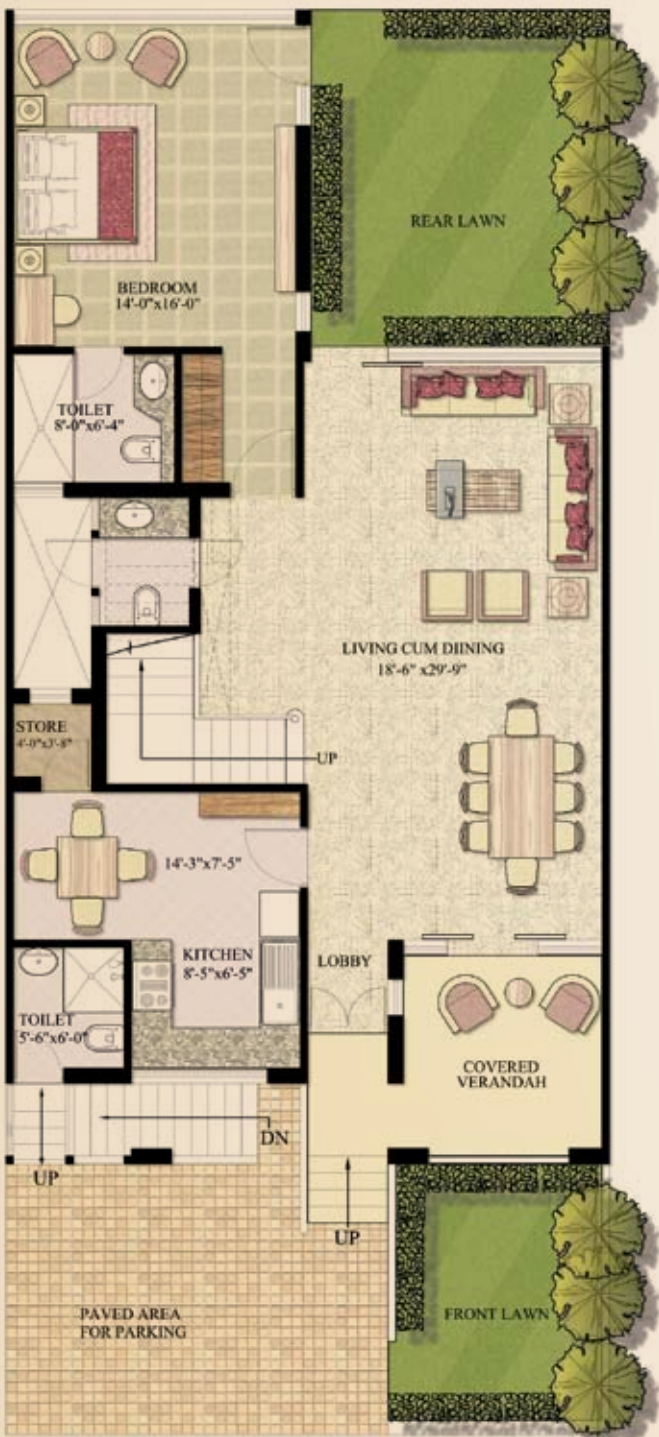 REAR LAWN
BEDROOM
14'-0"x16'-0"
TOILET
8'-0"x6'-4"
LIVING CUM DIINING
18'-6" x29'-9"
STORE
4'-0"x3'-8"
UP
14'-3"x7'-5"
KITCHEN
8'-5"x6'-5"
LOBBY
TOILET
5'-6"x6'-0"
COVERED
VERANDAH
DN
UP
UP
PAVED AREA
FOR PARKING
FRONT LAWN